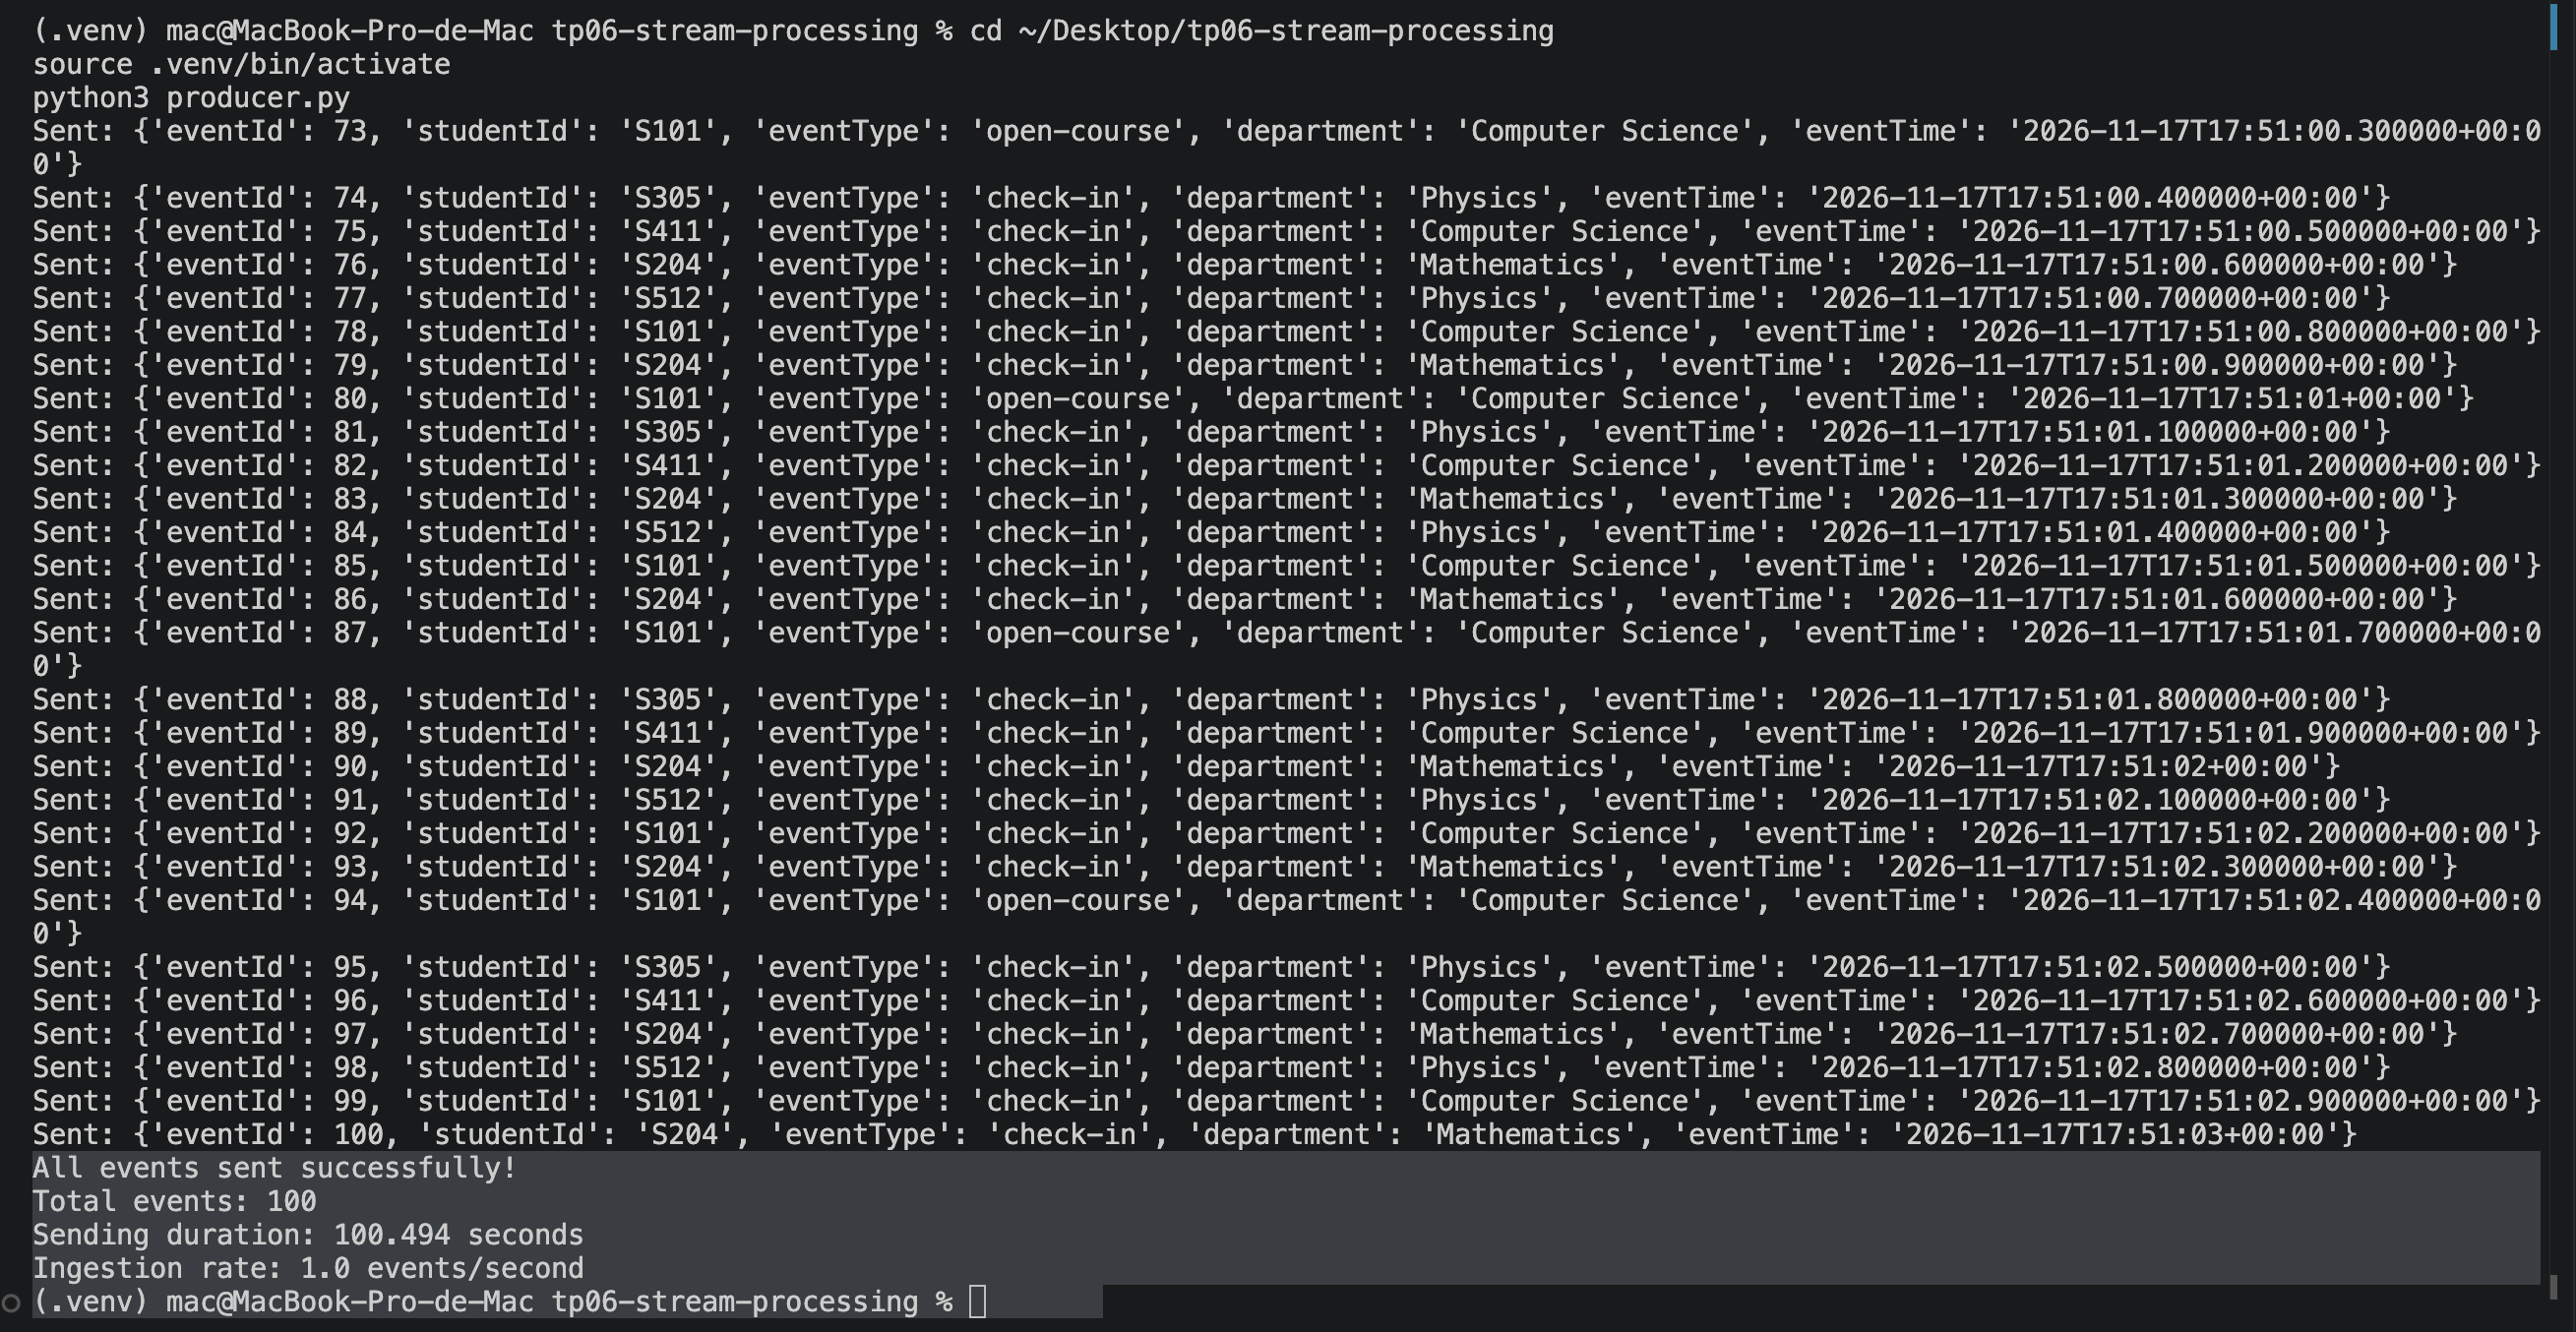 (.venv) mac@MacBook-Pro-de-Mac tp06-stream-processing % cd ~/Desktop/tp06-stream-processing
source .venv/bin/activate
python3 producer.py
Sent: {'eventId': 73, 'studentId': 'S101', 'eventType': 'open-course', 'department': 'Computer Science', 'eventTime': '2026-11-17T17:51:00.300000+00:0
0'}
Sent: {'eventId': 74, 'studentId': 'S305', 'eventType': 'check-in', 'department': 'Physics', 'eventTime': '2026-11-17T17:51:00.400000+00:00'}
Sent: {'eventId': 75, 'studentId': 'S411', 'eventType': 'check-in', 'department': 'Computer Science', 'eventTime': '2026-11-17T17:51:00.500000+00:00'}
Sent: {'eventId': 76, 'studentId': 'S204', 'eventType': 'check-in', 'department': 'Mathematics', 'eventTime': '2026-11-17T17:51:00.600000+00:00'}
Sent: {'eventId': 77, 'studentId': 'S512', 'eventType': 'check-in', 'department': 'Physics', 'eventTime': '2026-11-17T17:51:00.700000+00:00'}
Sent: {'eventId': 78, 'studentId': 'S101', 'eventType': 'check-in', 'department': 'Computer Science', 'eventTime': '2026-11-17T17:51:00.800000+00:00'}
Sent: {'eventId': 79, 'studentId': 'S204', 'eventType': 'check-in', 'department': 'Mathematics', 'eventTime': '2026-11-17T17:51:00.900000+00:00'}
Sent: {'eventId': 80, 'studentId': 'S101', 'eventType': 'open-course', 'department': 'Computer Science', 'eventTime': '2026-11-17T17:51:01+00:00'}
Sent: {'eventId': 81, 'studentId': 'S305', 'eventType': 'check-in', 'department': 'Physics', 'eventTime': '2026-11-17T17:51:01.100000+00:00'}
Sent: {'eventId': 82, 'studentId': 'S411', 'eventType': 'check-in', 'department': 'Computer Science', 'eventTime': '2026-11-17T17:51:01.200000+00:00'}
Sent: {'eventId': 83, 'studentId': 'S204', 'eventType': 'check-in', 'department': 'Mathematics', 'eventTime': '2026-11-17T17:51:01.300000+00:00'}
Sent: {'eventId': 84, 'studentId': 'S512', 'eventType': 'check-in', 'department': 'Physics', 'eventTime': '2026-11-17T17:51:01.400000+00:00'}
Sent: {'eventId': 85, 'studentId': 'S101', 'eventType': 'check-in', 'department': 'Computer Science', 'eventTime': '2026-11-17T17:51:01.500000+00:00'}
Sent: {'eventId': 86, 'studentId': 'S204', 'eventType': 'check-in', 'department': 'Mathematics', 'eventTime': '2026-11-17T17:51:01.600000+00:00'}
Sent: {'eventId': 87, 'studentId': 'S101', 'eventType': 'open-course', 'department': 'Computer Science', 'eventTime': '2026-11-17T17:51:01.700000+00:0
0'}
Sent: {'eventId': 88, 'studentId': 'S305', 'eventType': 'check-in', 'department': 'Physics', 'eventTime': '2026-11-17T17:51:01.800000+00:00'}
Sent: {'eventId': 89, 'studentId': 'S411', 'eventType': 'check-in', 'department': 'Computer Science', 'eventTime': '2026-11-17T17:51:01.900000+00:00'}
Sent: {'eventId': 90, 'studentId': 'S204', 'eventType': 'check-in', 'department': 'Mathematics', 'eventTime': '2026-11-17T17:51:02+00:00'}
Sent: {'eventId': 91, 'studentId': 'S512', 'eventType': 'check-in', 'department': 'Physics', 'eventTime': '2026-11-17T17:51:02.100000+00:00'}
Sent: {'eventId': 92, 'studentId': 'S101', 'eventType': 'check-in', 'department': 'Computer Science', 'eventTime': '2026-11-17T17:51:02.200000+00:00'}
Sent: {'eventId': 93, 'studentId': 'S204', 'eventType': 'check-in', 'department': 'Mathematics', 'eventTime': '2026-11-17T17:51:02.300000+00:00'}
Sent: {'eventId': 94, 'studentId': 'S101', 'eventType': 'open-course', 'department': 'Computer Science', 'eventTime': '2026-11-17T17:51:02.400000+00:0
0'}
Sent: {'eventId': 95, 'studentId': 'S305', 'eventType': 'check-in', 'department': 'Physics', 'eventTime': '2026-11-17T17:51:02.500000+00:00'}
Sent: {'eventId': 96, 'studentId': 'S411', 'eventType': 'check-in', 'department': 'Computer Science', 'eventTime': '2026-11-17T17:51:02.600000+00:00'}
Sent: {'eventId': 97, 'studentId': 'S204', 'eventType': 'check-in', 'department': 'Mathematics', 'eventTime': '2026-11-17T17:51:02.700000+00:00'}
Sent: {'eventId': 98, 'studentId': 'S512', 'eventType': 'check-in', 'department': 'Physics', 'eventTime': '2026-11-17T17:51:02.800000+00:00'}
Sent: {'eventId': 99, 'studentId': 'S101', 'eventType': 'check-in', 'department': 'Computer Science', 'eventTime': '2026-11-17T17:51:02.900000+00:00'}
Sent: {'eventId': 100, 'studentId': 'S204', 'eventType': 'check-in', 'department': 'Mathematics', 'eventTime': '2026-11-17T17:51:03+00:00'}
All events sent successfully!
Total events: 100
Sending duration: 100.494 seconds
Ingestion rate: 1.0 events/second
(.venv) mac@MacBook-Pro-de-Mac tp06-stream-processing %